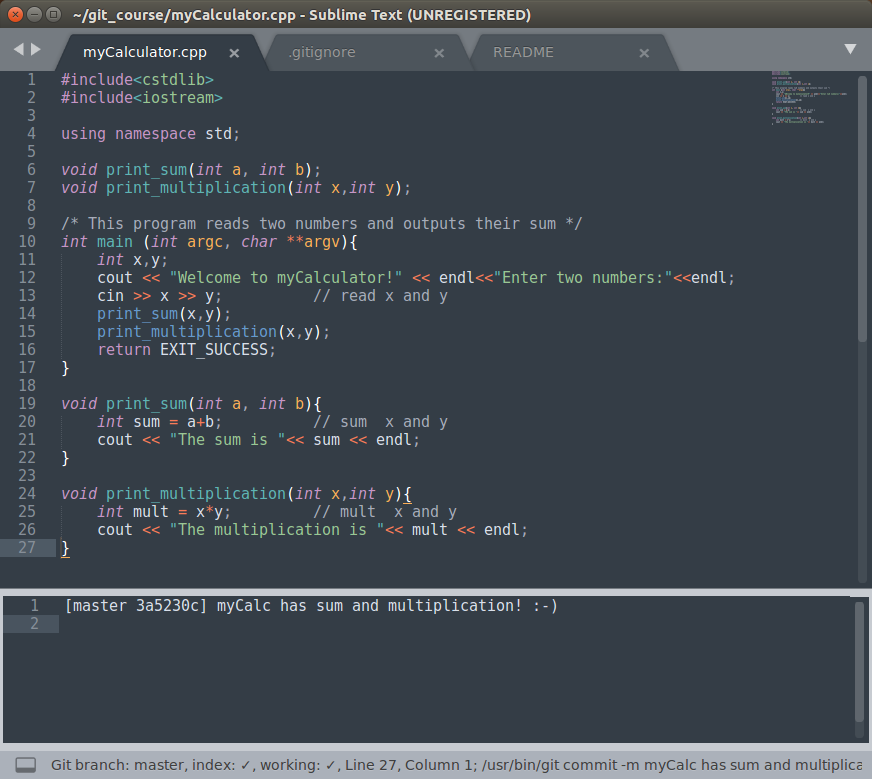 ~/git_course/myCalculator.cpp - Sublime Text (UNREGISTERED)
myCalculator.cpp × .gitignore × README ×
1 #include<cstdlib>
2 #include<iostream>
3
4 using namespace std;
5
6 void print_sum(int a, int b);
7 void print_multiplication(int x,int y);
8
9 /* This program reads two numbers and outputs their sum */
10 int main (int argc, char **argv){
11 int x,y;
12 cout << "Welcome to myCalculator!" << endl<<"Enter two numbers:"<<endl;
13 cin >> x >> y; // read x and y
14 print_sum(x,y);
15 print_multiplication(x,y);
16 return EXIT_SUCCESS;
17 }
18
19 void print_sum(int a, int b){
20 int sum = a+b; // sum  x and y
21 cout << "The sum is "<< sum << endl;
22 }
23
24 void print_multiplication(int x,int y){
25 int mult = x*y; // mult  x and y
26 cout << "The multiplication is "<< mult << endl;
27 }
1 [master 3a5230c] myCalc has sum and multiplication! :-)
2
Git branch: master, index: ✓, working: ✓, Line 27, Column 1; /usr/bin/git commit -m myCalc has sum and multiplica